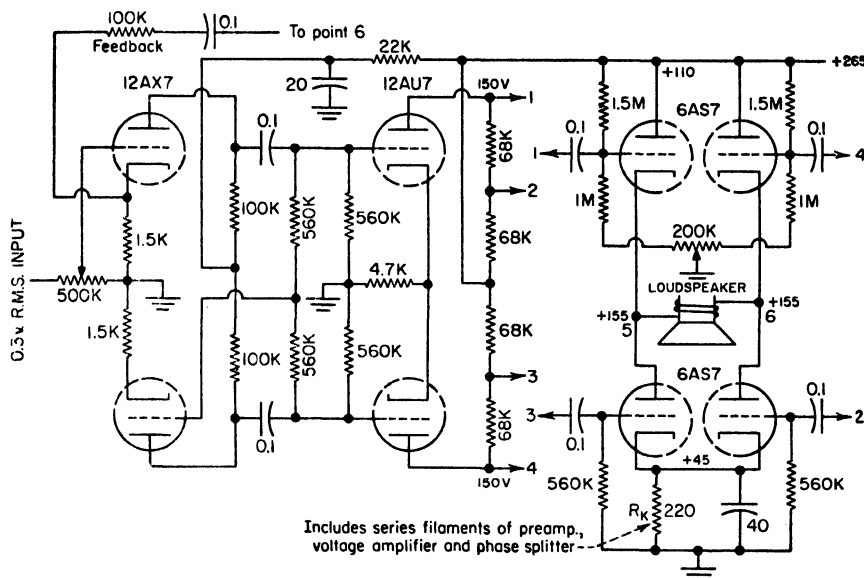 100K
0.1
Feedback
To point 6
22K
20
12AX7
12AU7
0.1
150V
1
68K
2
68K
100K
560K
560K
1.5K
4.7K
500K
0.3v R.M.S. INPUT
1.5K
100K
560K
560K
68K
3
68K
0.1
150V
4
+110
+265
1.5M
6AS7
1.5M
0.1
0.1
1
4
1M
1M
200K
LOUDSPEAKER
+155
5
+155
6
6AS7
3
0.1
0.1
2
+45
560K
RK
220
40
560K
Includes series filaments of preamp.,
voltage amplifier and phase splitter